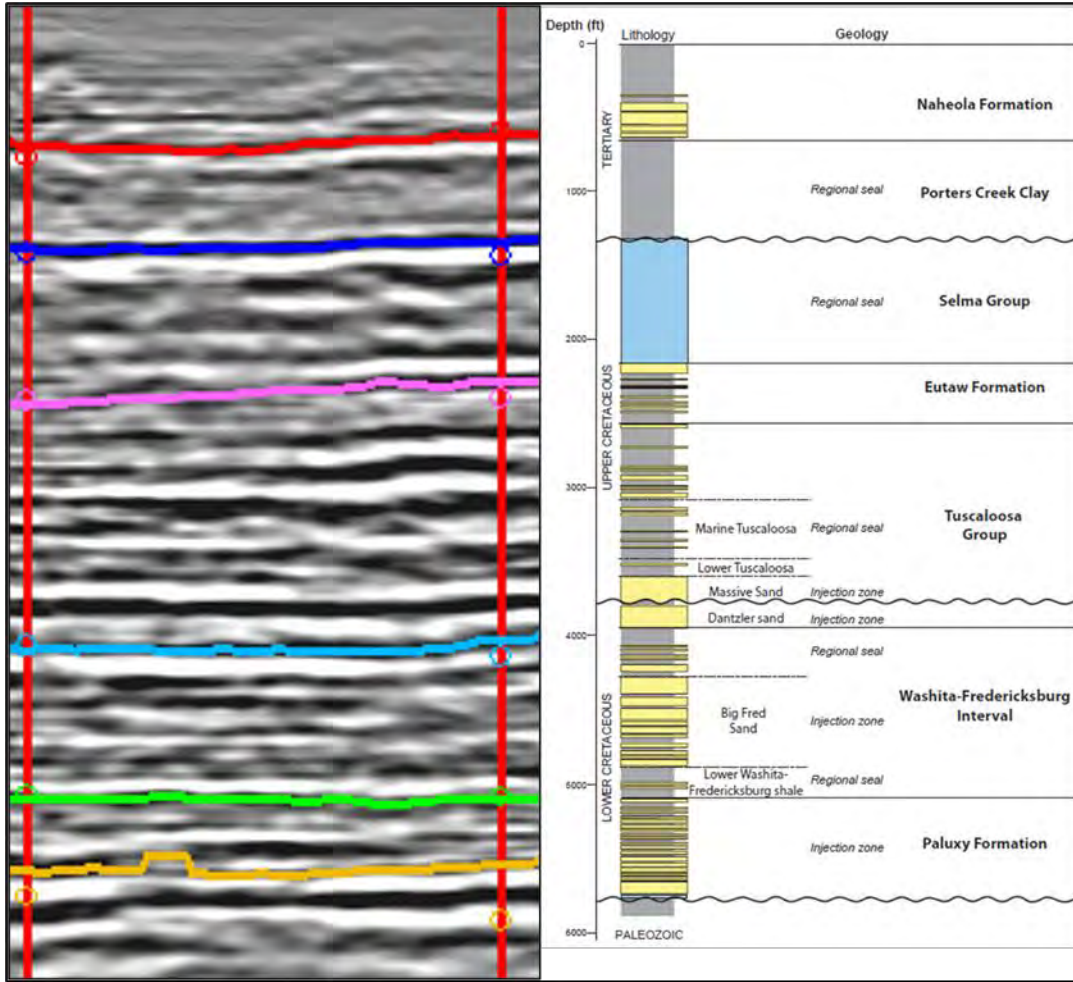 Depth (ft)
Lithology
Geology
0
Naheola Formation
TERTIARY
1000
Regional seal
Porters Creek Clay
Regional seal
Selma Group
2000
Eutaw Formation
UPPER CRETACEOUS
3000
Marine Tuscaloosa
Regional seal
Tuscaloosa
Group
Lower Tuscaloosa
Massive Sand
Injection zone
Dantzler sand
Injection zone
4000
Regional seal
Washita-Fredericksburg
Interval
Big Fred
Sand
Injection zone
LOWER CRETACEOUS
Lower Washita-
Fredericksburg shale
Regional seal
5000
Injection zone
Paluxy Formation
6000
PALEOZOIC